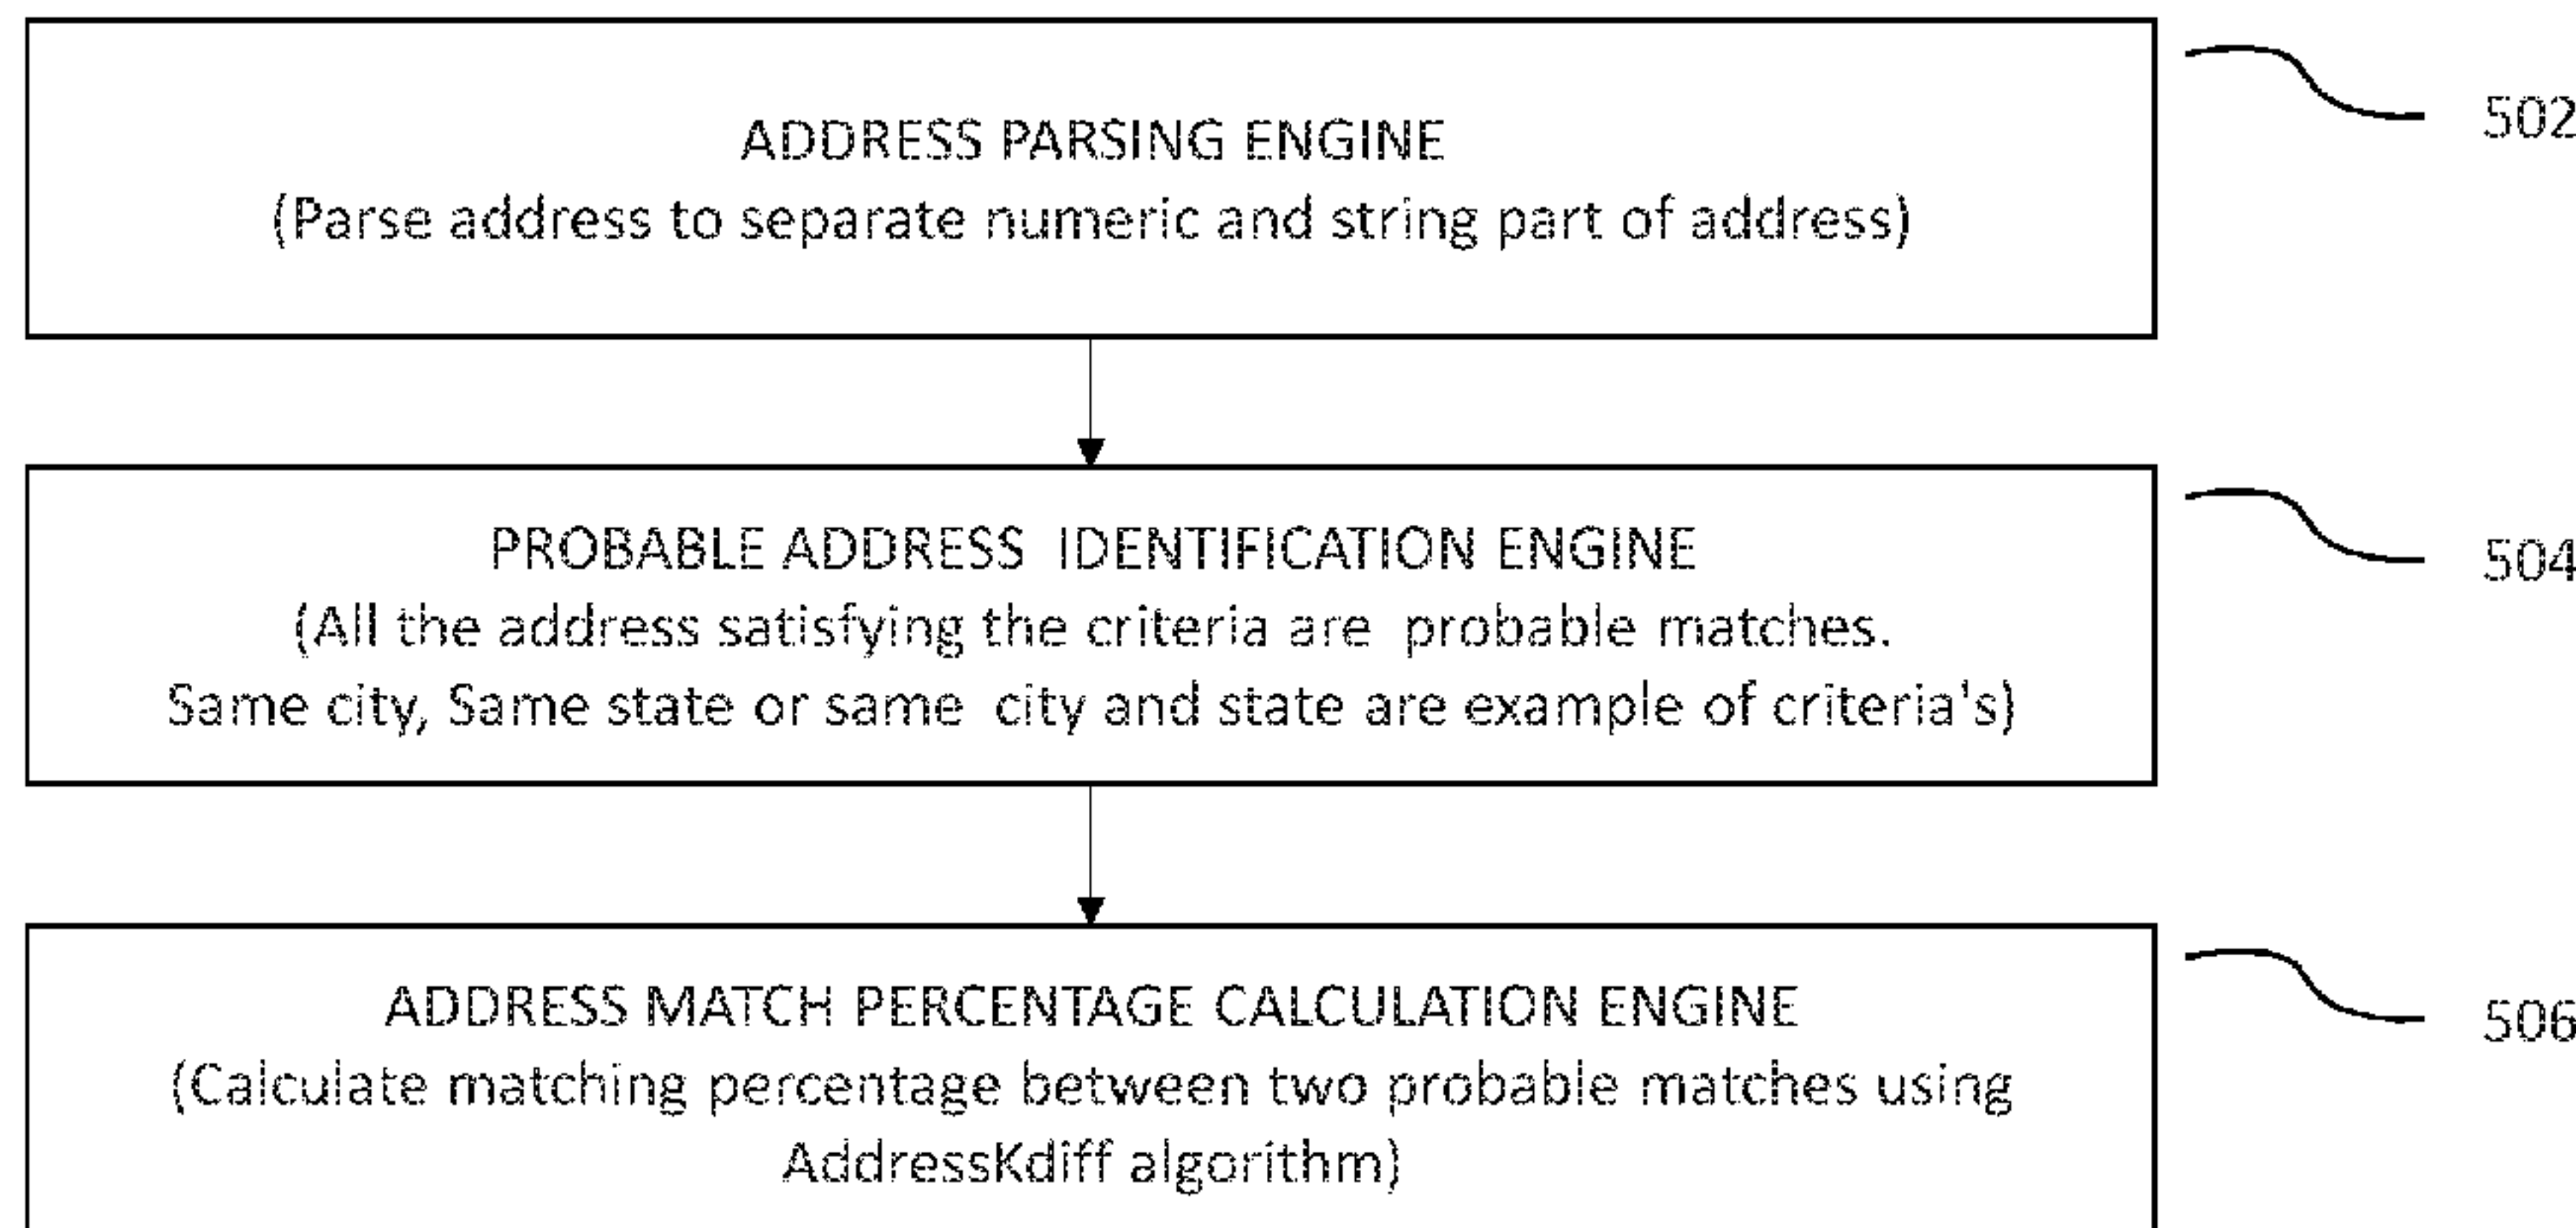 ADDRESS PARSING ENGINE
(Parse address to separate numeric and string part of address)
502
PROBABLE ADDRESS IDENTIFICATION ENGINE
(All the address satisfying the criteria are probable matches.
Same city, Same state or same city and state are example of criteria's)
504
ADDRESS MATCH PERCENTAGE CALCULATION ENGINE
(Calculate matching percentage between two probable matches using
AddressKdiff algorithm)
506